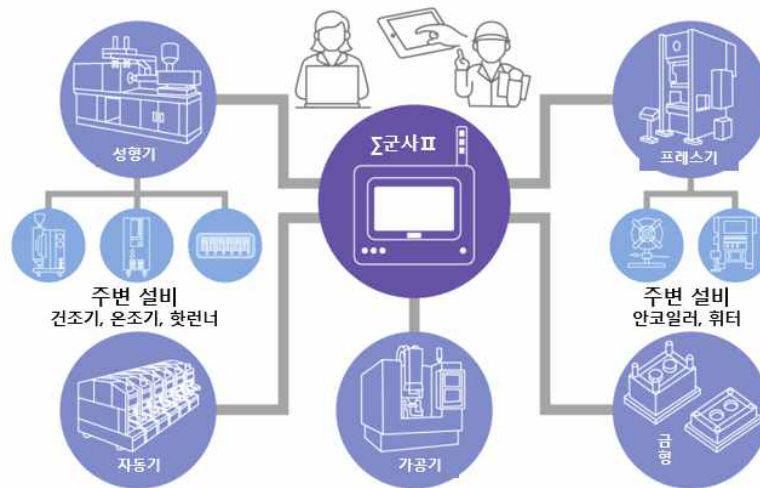 ∑군사Ⅱ
성형기
프레스기
주변 설비
건조기, 온조기, 핫런너
주변 설비
안코일러, 휘터
자동기
가공기
금형